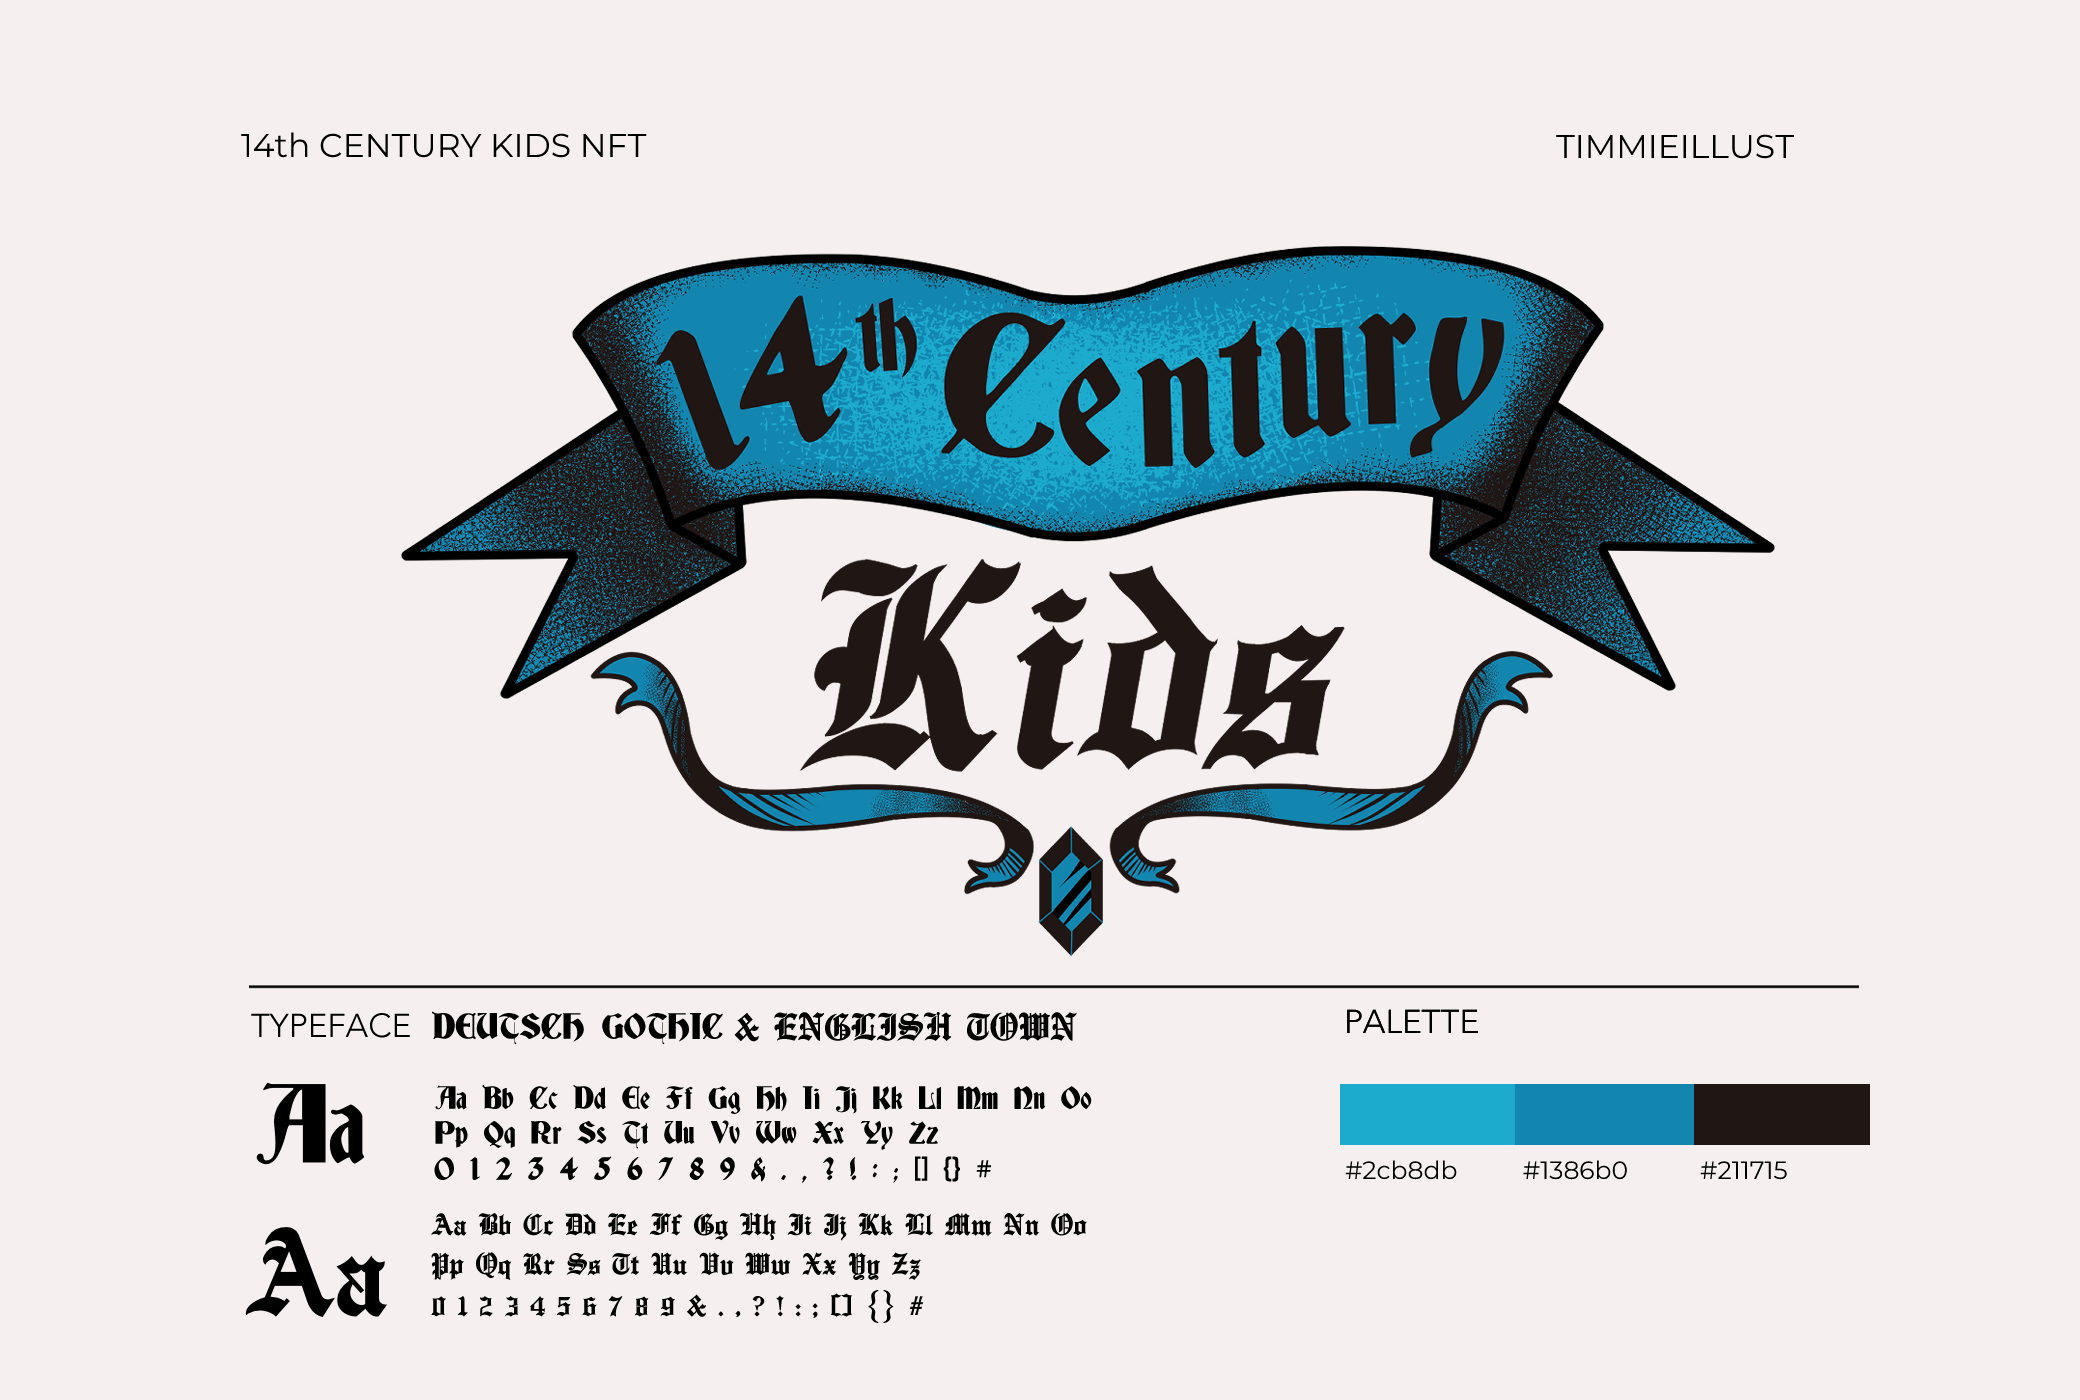 14th CENTURY KIDS NFT
TIMMIEILLUST
14th Century
Kids
TYPEFACE DEUTSCH GOTHIC & ENGLISH TOWN
PALETTE
Aa
Aa Bb Cc Dd Ee Ff Gg Hh Ii Jj Kk Ll Mm Nn Oo
Pp Qq Rr Ss Tt Uu Vv Ww Xx Yy Zz
0 1 2 3 4 5 6 7 8 9 & . , ? ! : ; [] {} #
#2cb8db #1386b0 #211715
Aa
Aa Bb Cc Dd Ee Ff Gg Hh Ii Jj Kk Ll Mm Nn Oo
Pp Qq Rr Ss Tt Uu Vv Ww Xx Yy Zz
0 1 2 3 4 5 6 7 8 9 & . , ? ! : ; [] {} #